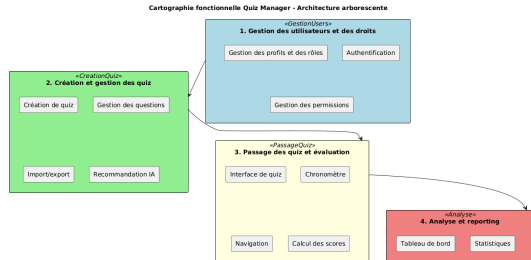 Cartographie fonctionnelle Quiz Manager - Architecture arborescente
«GestionUsers»
1. Gestion des utilisateurs et des droits
Gestion des profils et des rôles
Authentification
Gestion des permissions
«CreationQuiz»
2. Création et gestion des quiz
Création de quiz
Gestion des questions
Import/export
Recommandation IA
«PassageQuiz»
3. Passage des quiz et évaluation
Interface de quiz
Chronomètre
Navigation
Calcul des scores
«Analyse»
4. Analyse et reporting
Tableau de bord
Statistiques